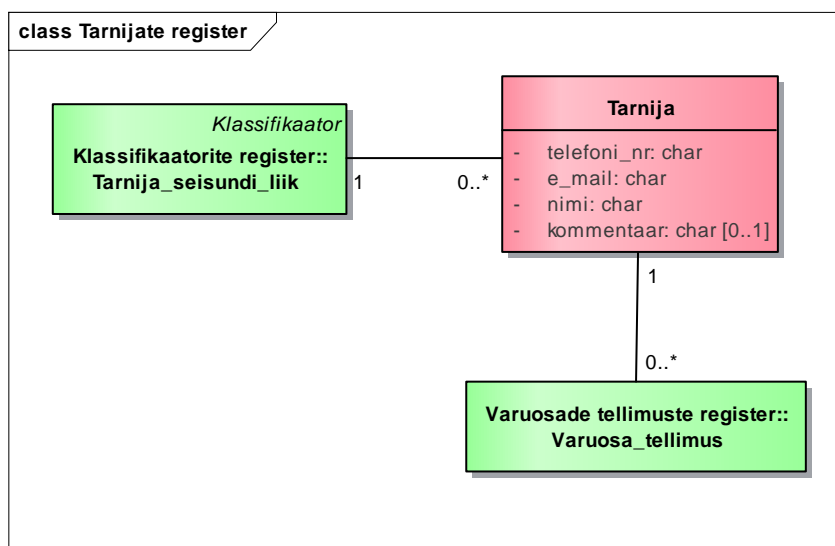 class Tarnijate register
Klassifikaator
Klassifikaatorite register::
Tarnija_seisundi_liik
1
0..*
Tarnija
- telefoni_nr: char
- e_mail: char
- nimi: char
- kommentaar: char [0..1]
1
0..*
Varuosade tellimuste register::
Varuosa_tellimus